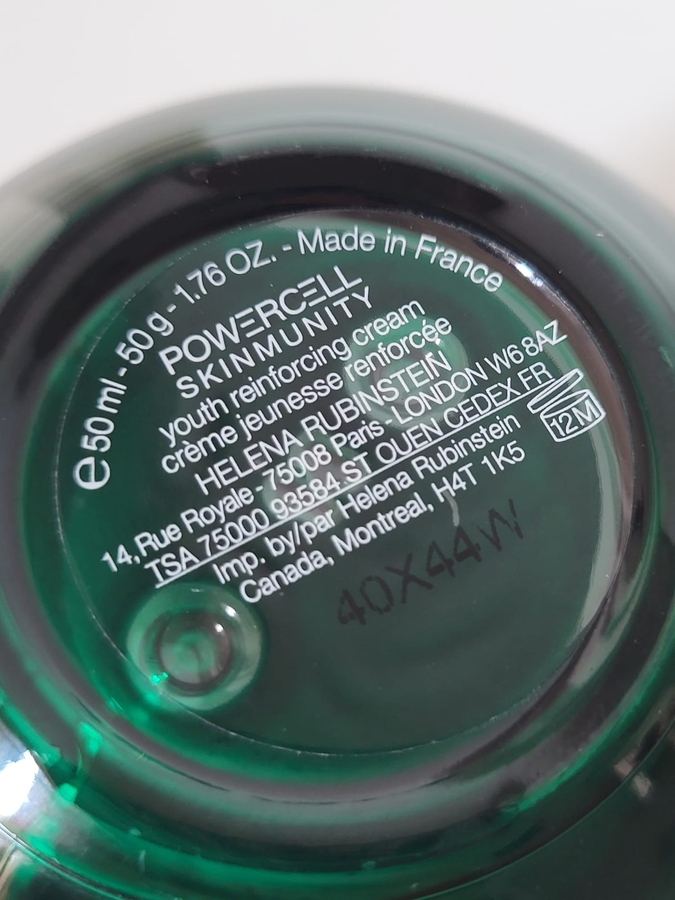 ℮ 50 ml - 50 g - 1.76 OZ. - Made in France
POWERCELL
SKINMUNITY
youth reinforcing cream
crème jeunesse renforcée
HELENA RUBINSTEIN
14, Rue Royale 75008 Paris - LONDON W6 8AZ
TSA 75000 93584 ST OUEN CEDEX FR
Imp. by/par Helena Rubinstein
Canada, Montreal, H4T 1K5
12M
40X44W